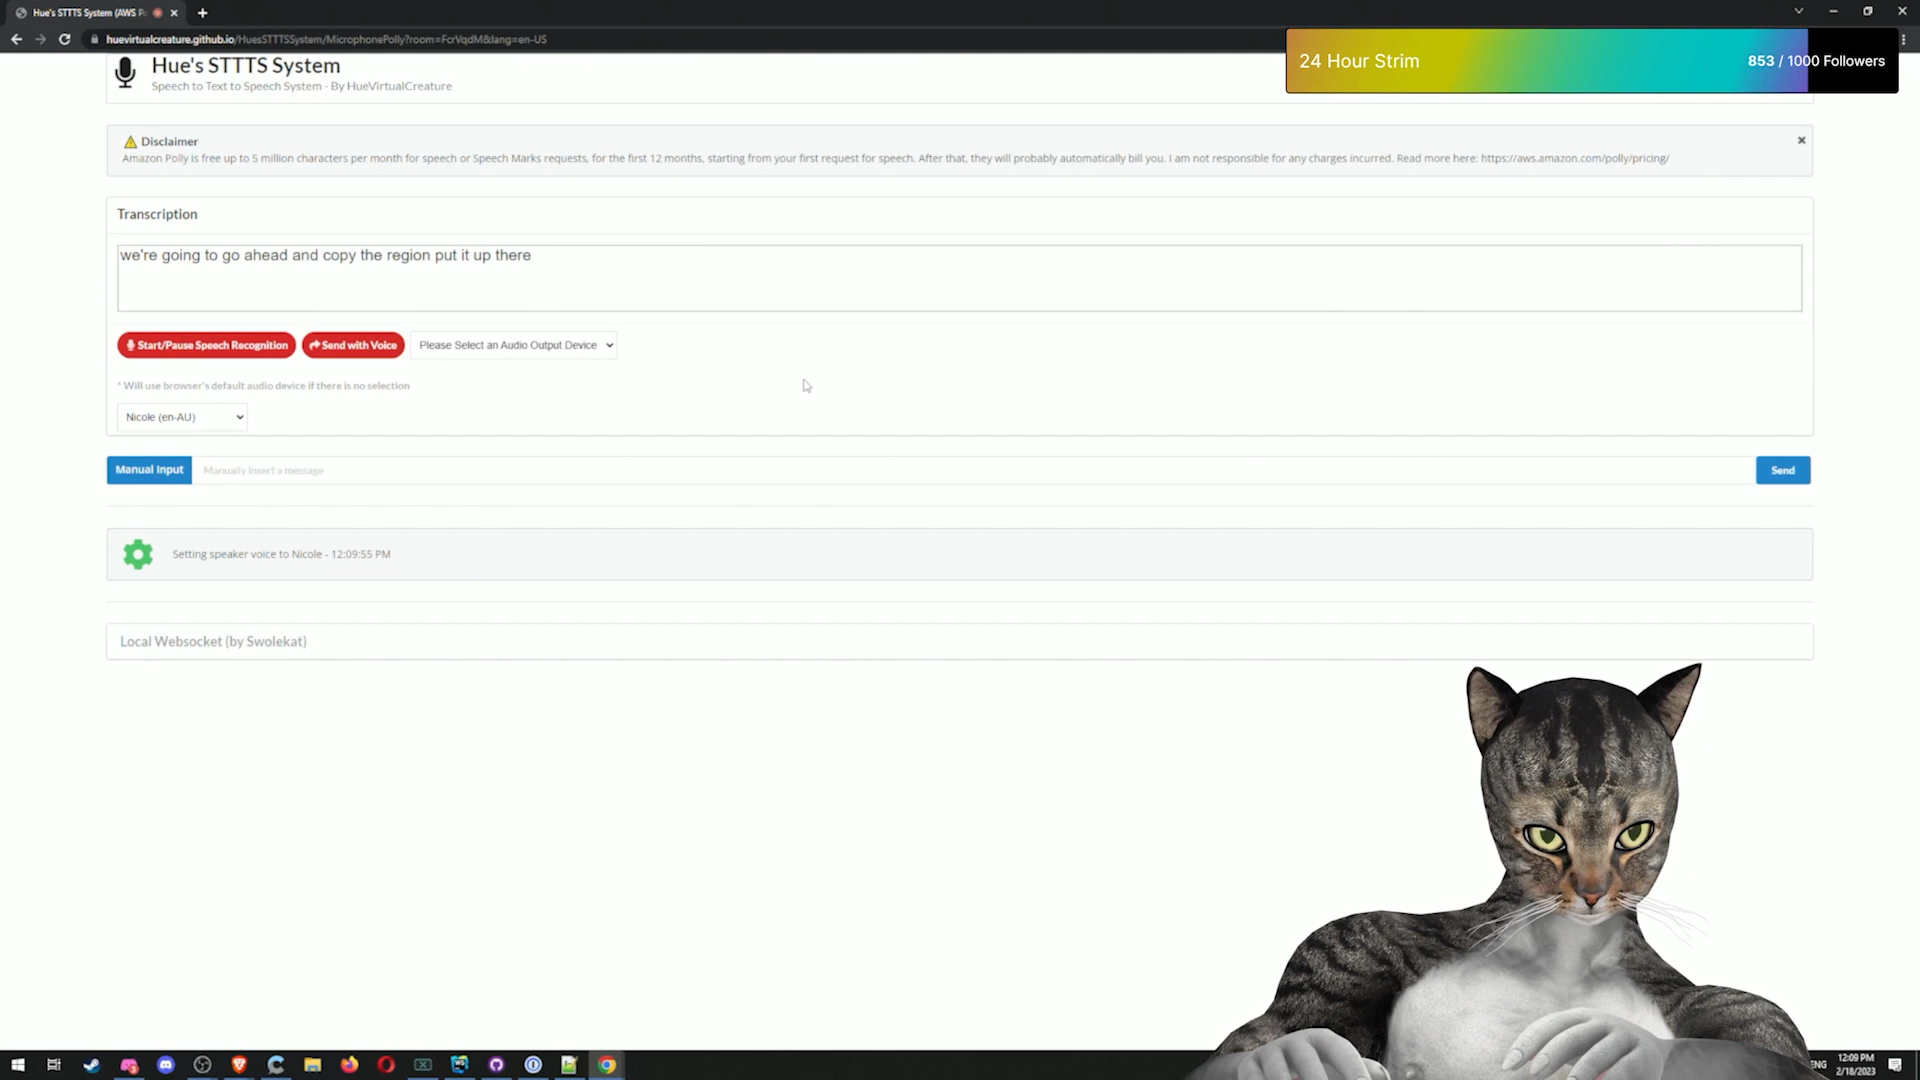 Hue's STTTS System (AWS P
huevirtualcreature.github.io/HuesSTTTSSystem/MicrophonePolly?room=FcrVqdM&lang=en-US
24 Hour Strim
853 / 1000 Followers
Hue's STTTS System
Speech to Text to Speech System - By HueVirtualCreature
Disclaimer
Amazon Polly is free up to 5 million characters per month for speech or Speech Marks requests, for the first 12 months, starting from your first request for speech. After that, they will probably automatically bill you. I am not responsible for any charges incurred. Read more here: https://aws.amazon.com/polly/pricing/
Transcription
we're going to go ahead and copy the region put it up there
Start/Pause Speech Recognition
Send with Voice
Please Select an Audio Output Device
* Will use browser's default audio device if there is no selection
Nicole (en-AU)
Manual Input
Manually insert a message
Send
Setting speaker voice to Nicole - 12:09:55 PM
Local Websocket (by Swolekat)
ENG
12:09 PM
2/18/2023